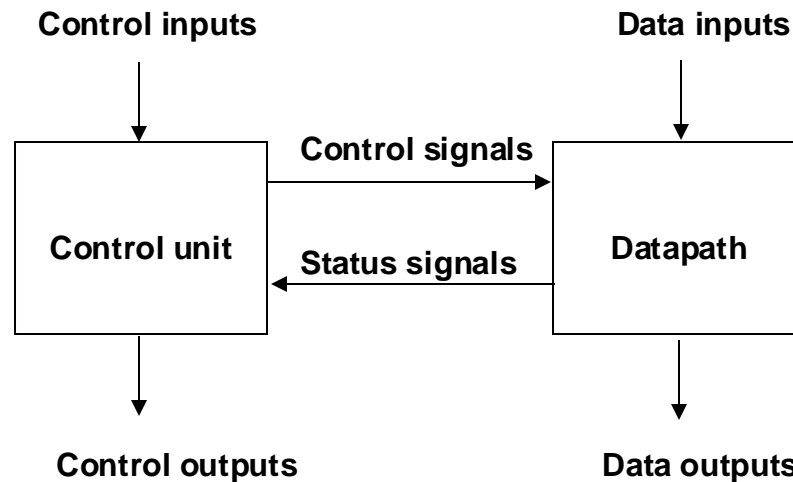 Control inputs
Data inputs
Control signals
Control unit
Status signals
Datapath
Control outputs
Data outputs